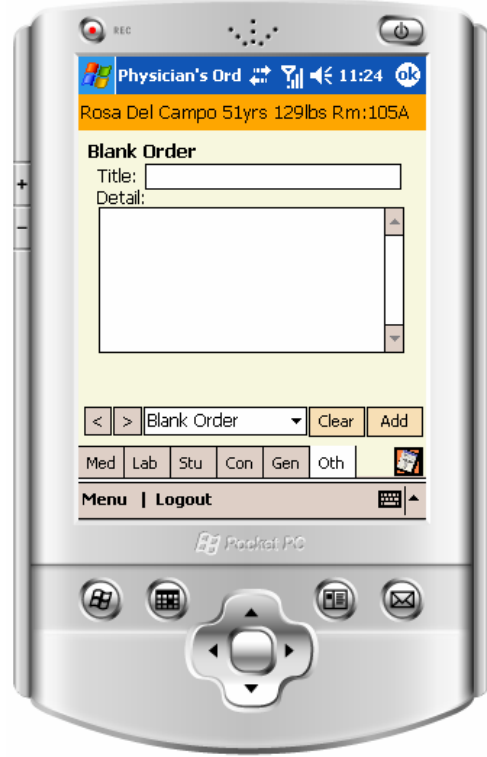 REC
Physician's Ord 11:24 ok
Rosa Del Campo 51yrs 129lbs Rm:105A
Blank Order
Title:
Detail:
< > Blank Order Clear Add
Med Lab Stu Con Gen Oth
Menu | Logout
Pocket PC
+
-